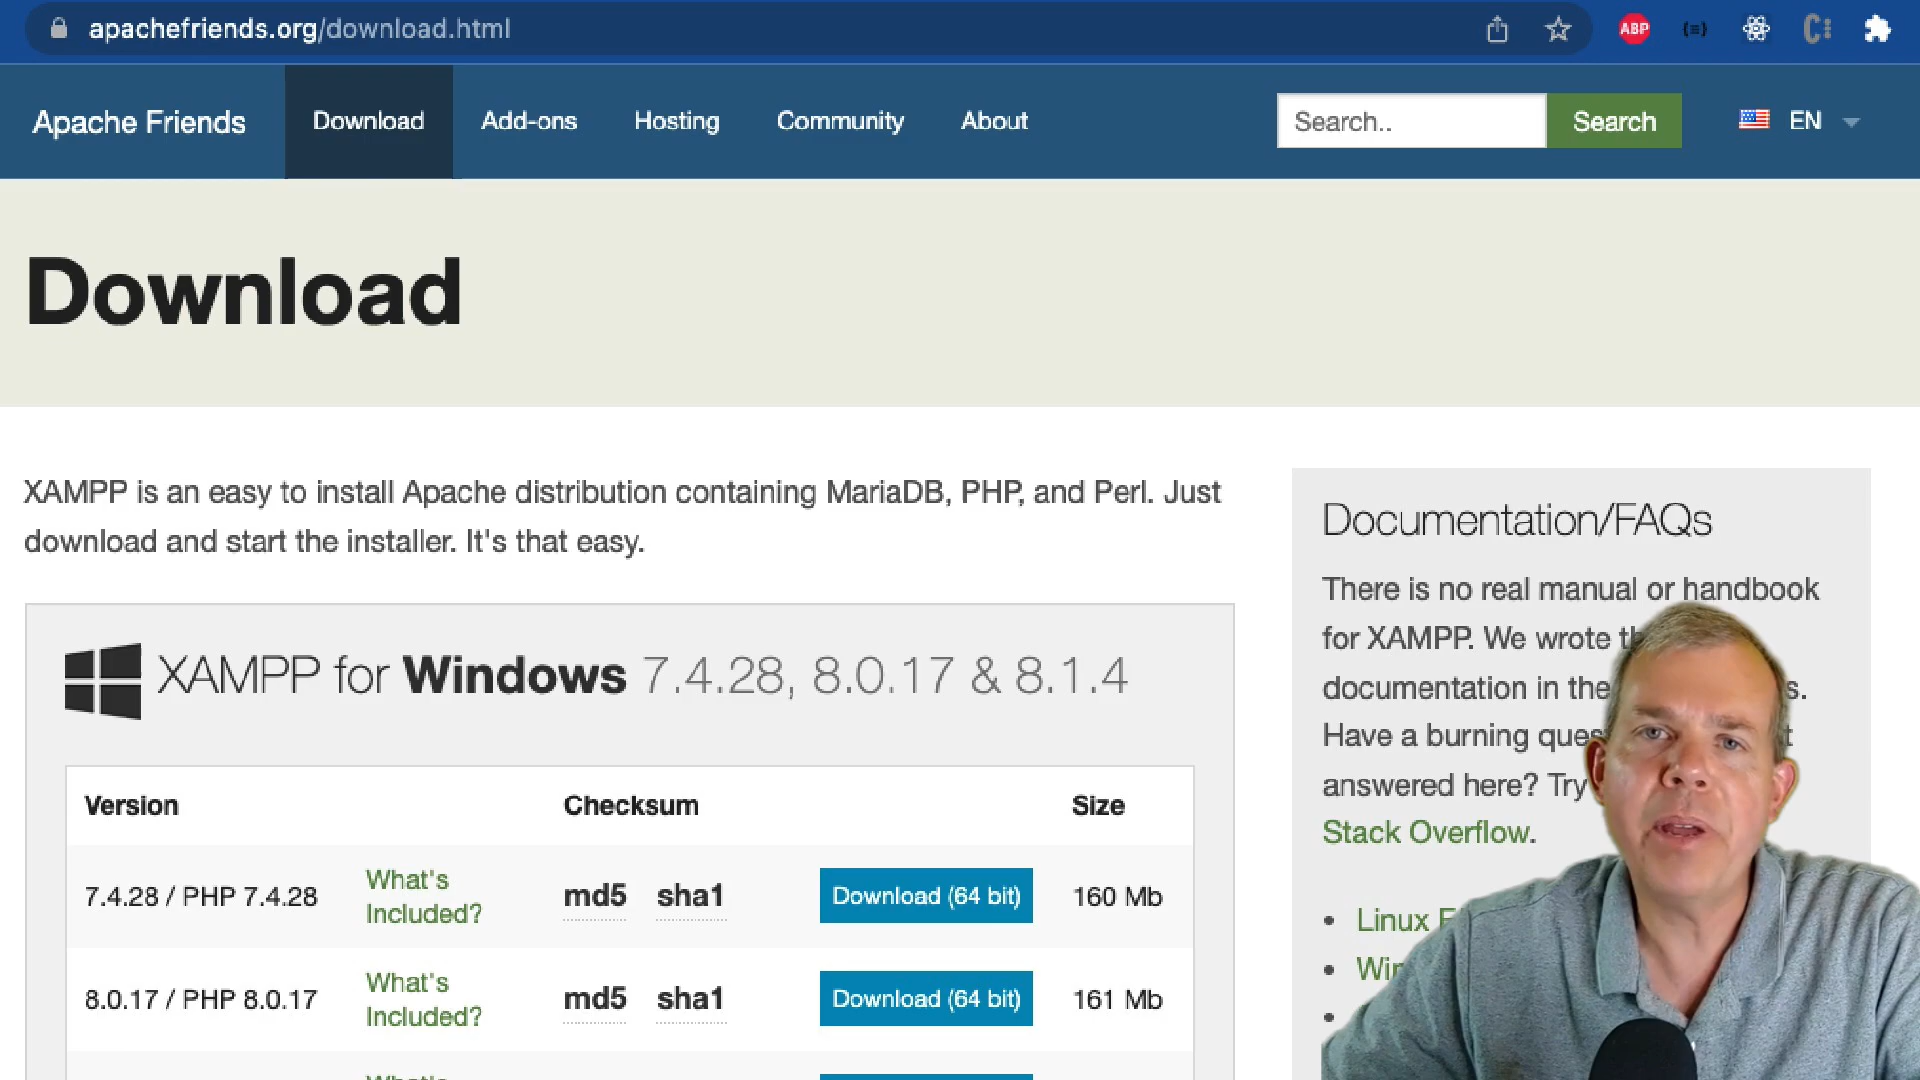 apachefriends.org/download.html
ABP
Apache Friends
Download
Add-ons
Hosting
Community
About
Search..
Search
EN
Download
XAMPP is an easy to install Apache distribution containing MariaDB, PHP, and Perl. Just
download and start the installer. It's that easy.
XAMPP for Windows 7.4.28, 8.0.17 & 8.1.4
Version Checksum Size
7.4.28 / PHP 7.4.28 What's Included? md5 sha1 Download (64 bit) 160 Mb
8.0.17 / PHP 8.0.17 What's Included? md5 sha1 Download (64 bit) 161 Mb
What's
Documentation/FAQs
There is no real manual or handbook
for XAMPP. We wrote
documentation in the
Have a burning
answered here? Try
Stack Overflow.
Linux